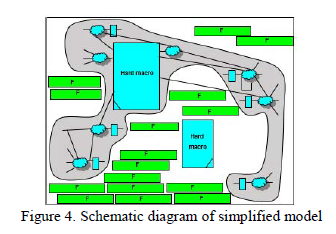 Hard macro
Hard
macro
Figure 4. Schematic diagram of simplified model